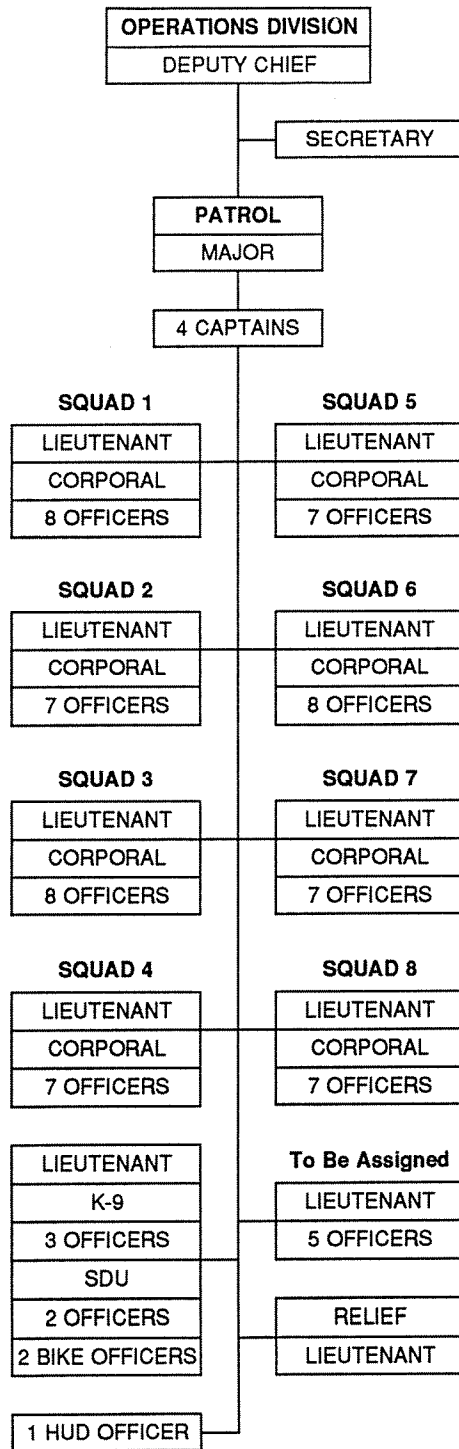 OPERATIONS DIVISION
DEPUTY CHIEF
SECRETARY
PATROL
MAJOR
4 CAPTAINS
SQUAD 1
LIEUTENANT
CORPORAL
8 OFFICERS
SQUAD 5
LIEUTENANT
CORPORAL
7 OFFICERS
SQUAD 2
LIEUTENANT
CORPORAL
7 OFFICERS
SQUAD 6
LIEUTENANT
CORPORAL
8 OFFICERS
SQUAD 3
LIEUTENANT
CORPORAL
8 OFFICERS
SQUAD 7
LIEUTENANT
CORPORAL
7 OFFICERS
SQUAD 4
LIEUTENANT
CORPORAL
7 OFFICERS
SQUAD 8
LIEUTENANT
CORPORAL
7 OFFICERS
LIEUTENANT
K-9
3 OFFICERS
SDU
2 OFFICERS
2 BIKE OFFICERS
To Be Assigned
LIEUTENANT
5 OFFICERS
RELIEF
LIEUTENANT
1 HUD OFFICER